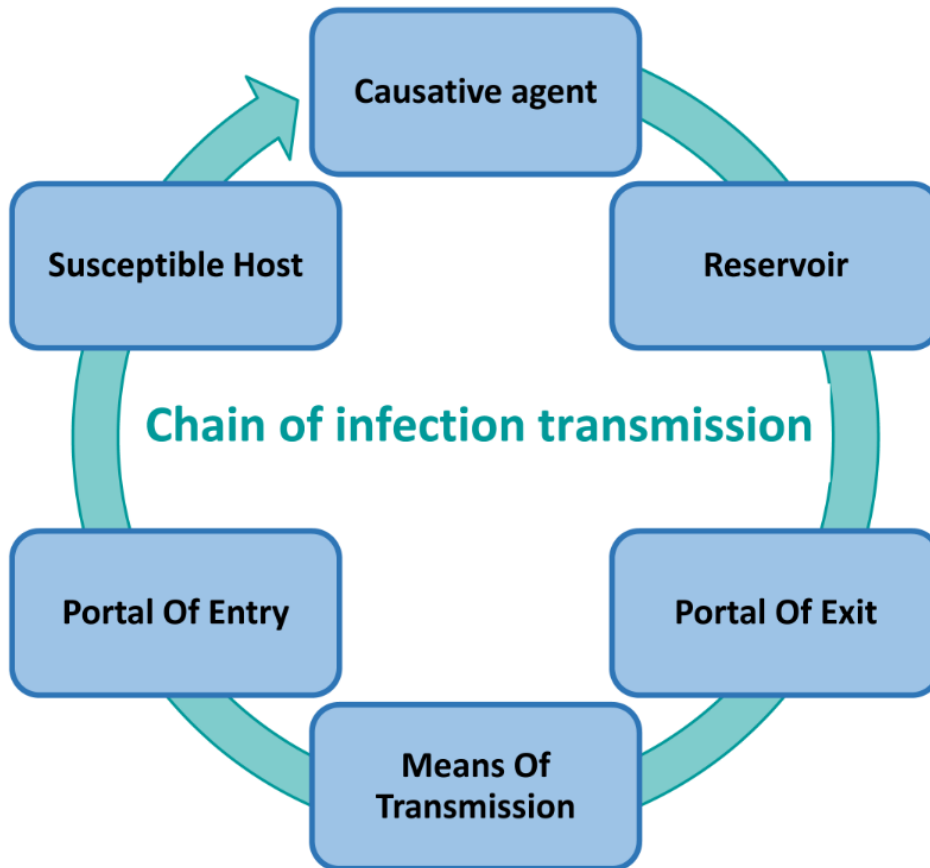 Causative agent
Susceptible Host
Reservoir
Chain of infection transmission
Portal Of Entry
Portal Of Exit
Means Of
Transmission